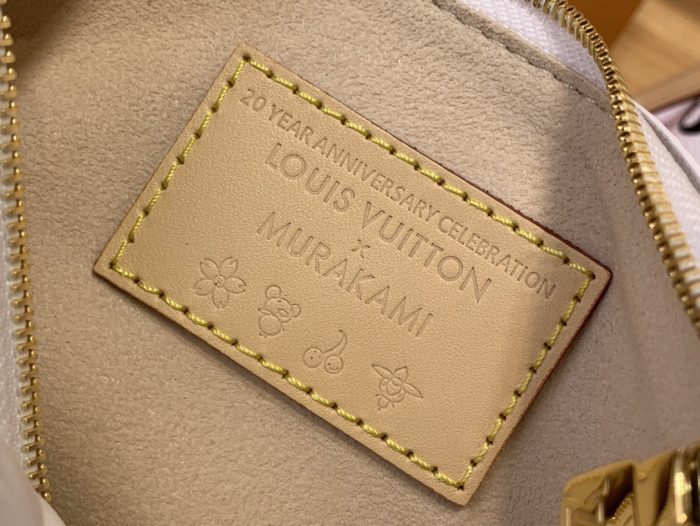 20 YEAR ANNIVERSARY CELEBRATION
LOUIS VUITTON
×
MURAKAMI